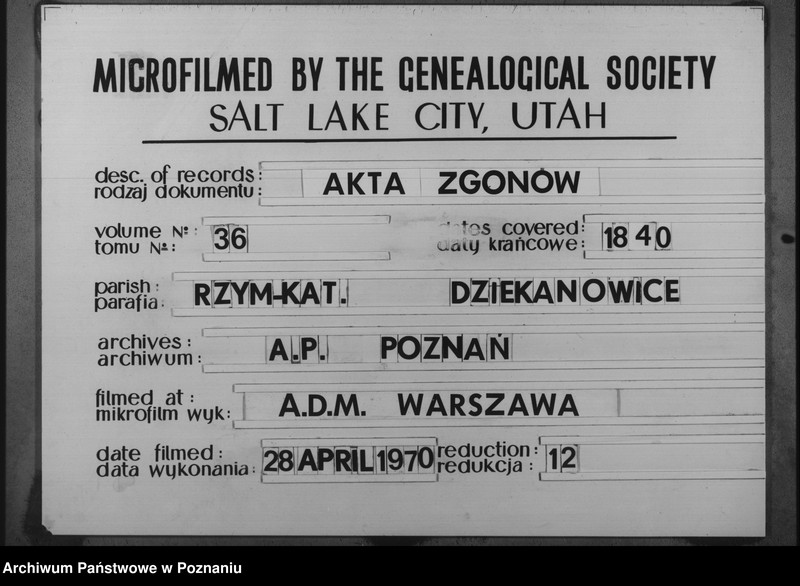 MICROFILMED BY THE GENEALOGICAL SOCIETY
SALT LAKE CITY, UTAH
desc. of records:
rodzaj dokumentu:
AKTA ZGONÓW
volume Nº:
tomu Nº:
36
dates covered:
daty krańcowe:
1840
parish:
parafia:
RZYM-KAT. DZIEKANOWICE
archives:
archiwum:
A.P. POZNAŃ
filmed at:
mikrofilm wyk:
A.D.M. WARSZAWA
date filmed:
data wykonania:
28 APRIL 1970
reduction:
redukcja:
12
Archiwum Państwowe w Poznaniu